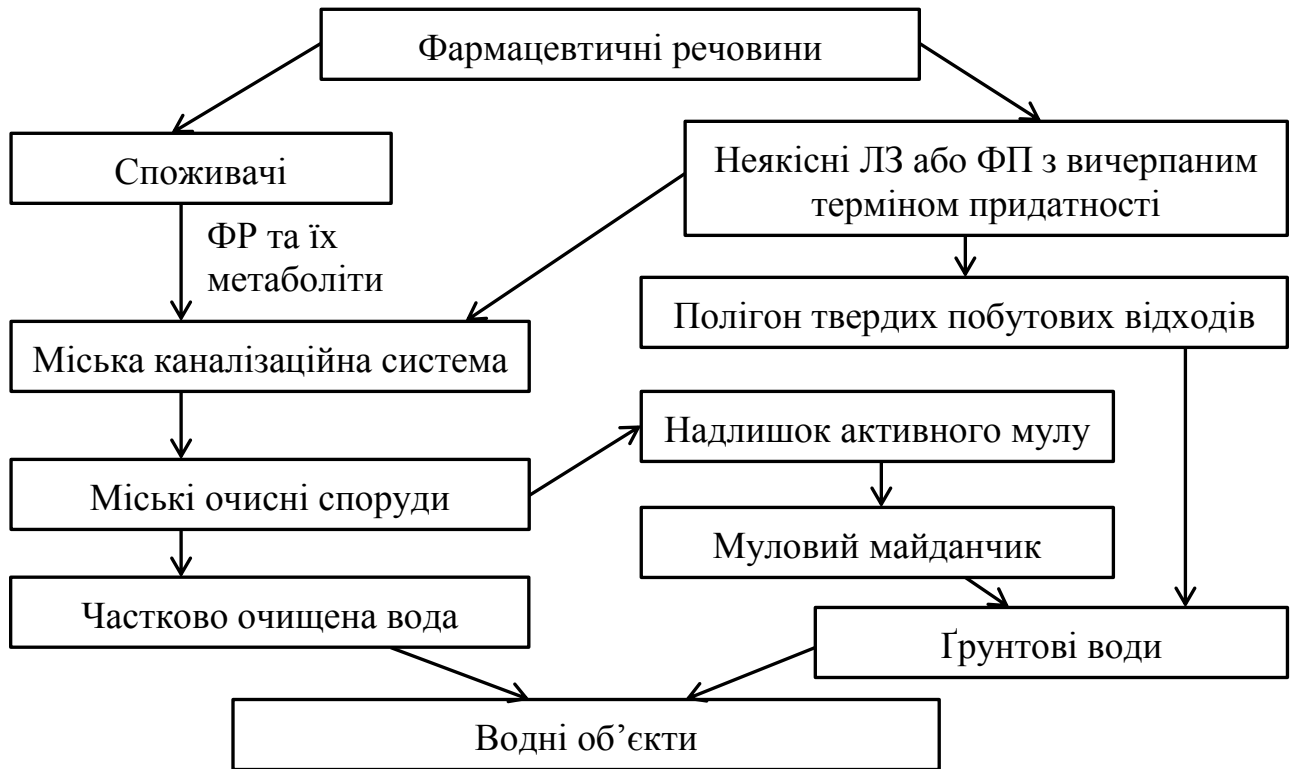 Фармацевтичні речовини
Споживачі
Неякісні ЛЗ або ФП з вичерпаним
терміном придатності
ФР та їх
метаболіти
Полігон твердих побутових відходів
Міська каналізаційна система
Надлишок активного мулу
Міські очисні споруди
Муловий майданчик
Частково очищена вода
Ґрунтові води
Водні об’єкти